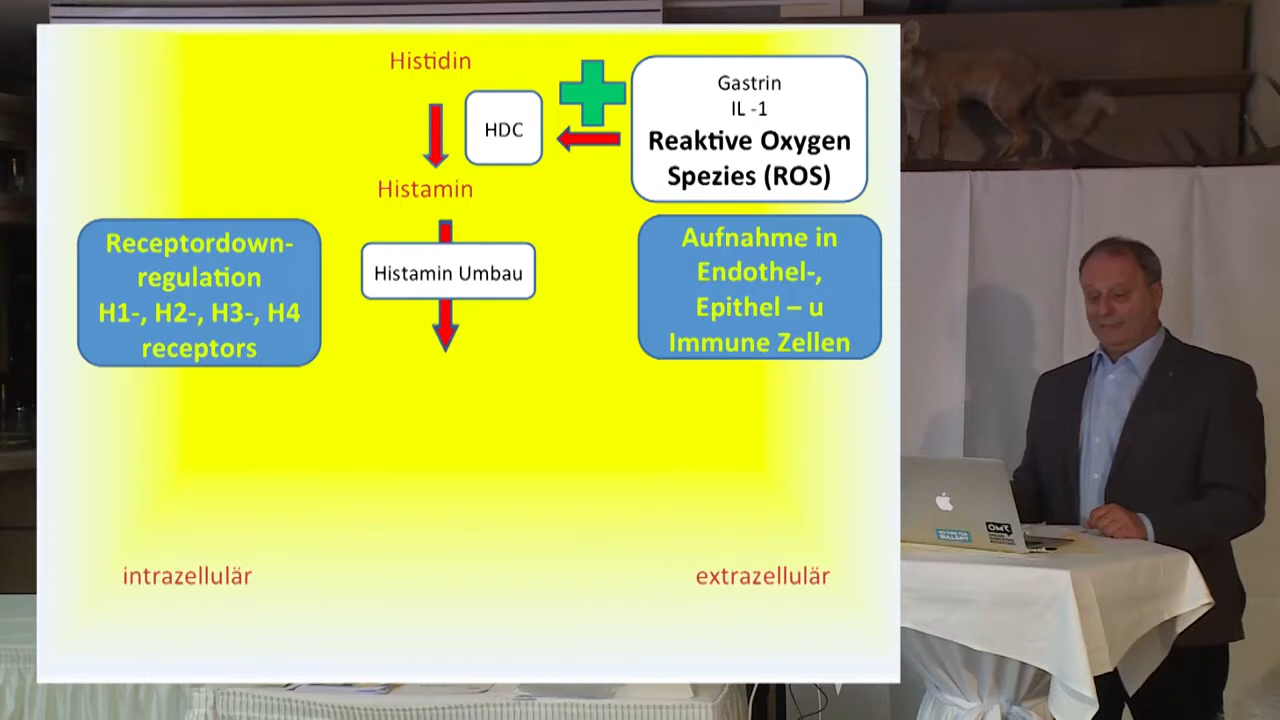 Histidin
HDC
Gastrin
IL -1
Reaktive Oxygen
Spezies (ROS)
Histamin
Receptordown-
regulation
H1-, H2-, H3-, H4
receptors
Histamin Umbau
Aufnahme in
Endothel-,
Epithel – u
Immune Zellen
intrazellulär
extrazellulär
OMR